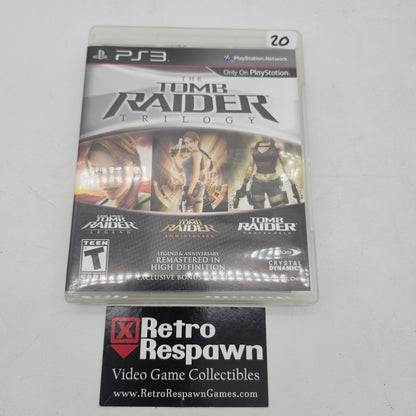 20
PS3
PlayStation Network
Only On PlayStation
THE
TOMB
RAIDER
TRILOGY
TOMB
RAIDER
LEGEND
TOMB
RAIDER
ANNIVERSARY
TOMB
RAIDER
UNDERWORLD
TEEN
T
LEGEND & ANNIVERSARY
REMASTERED IN
HIGH DEFINITION
EXCLUSIVE BONUS
CRYSTAL
DYNAMICS
Retro
Respawn
Video Game Collectibles
www.RetroRespawnGames.com